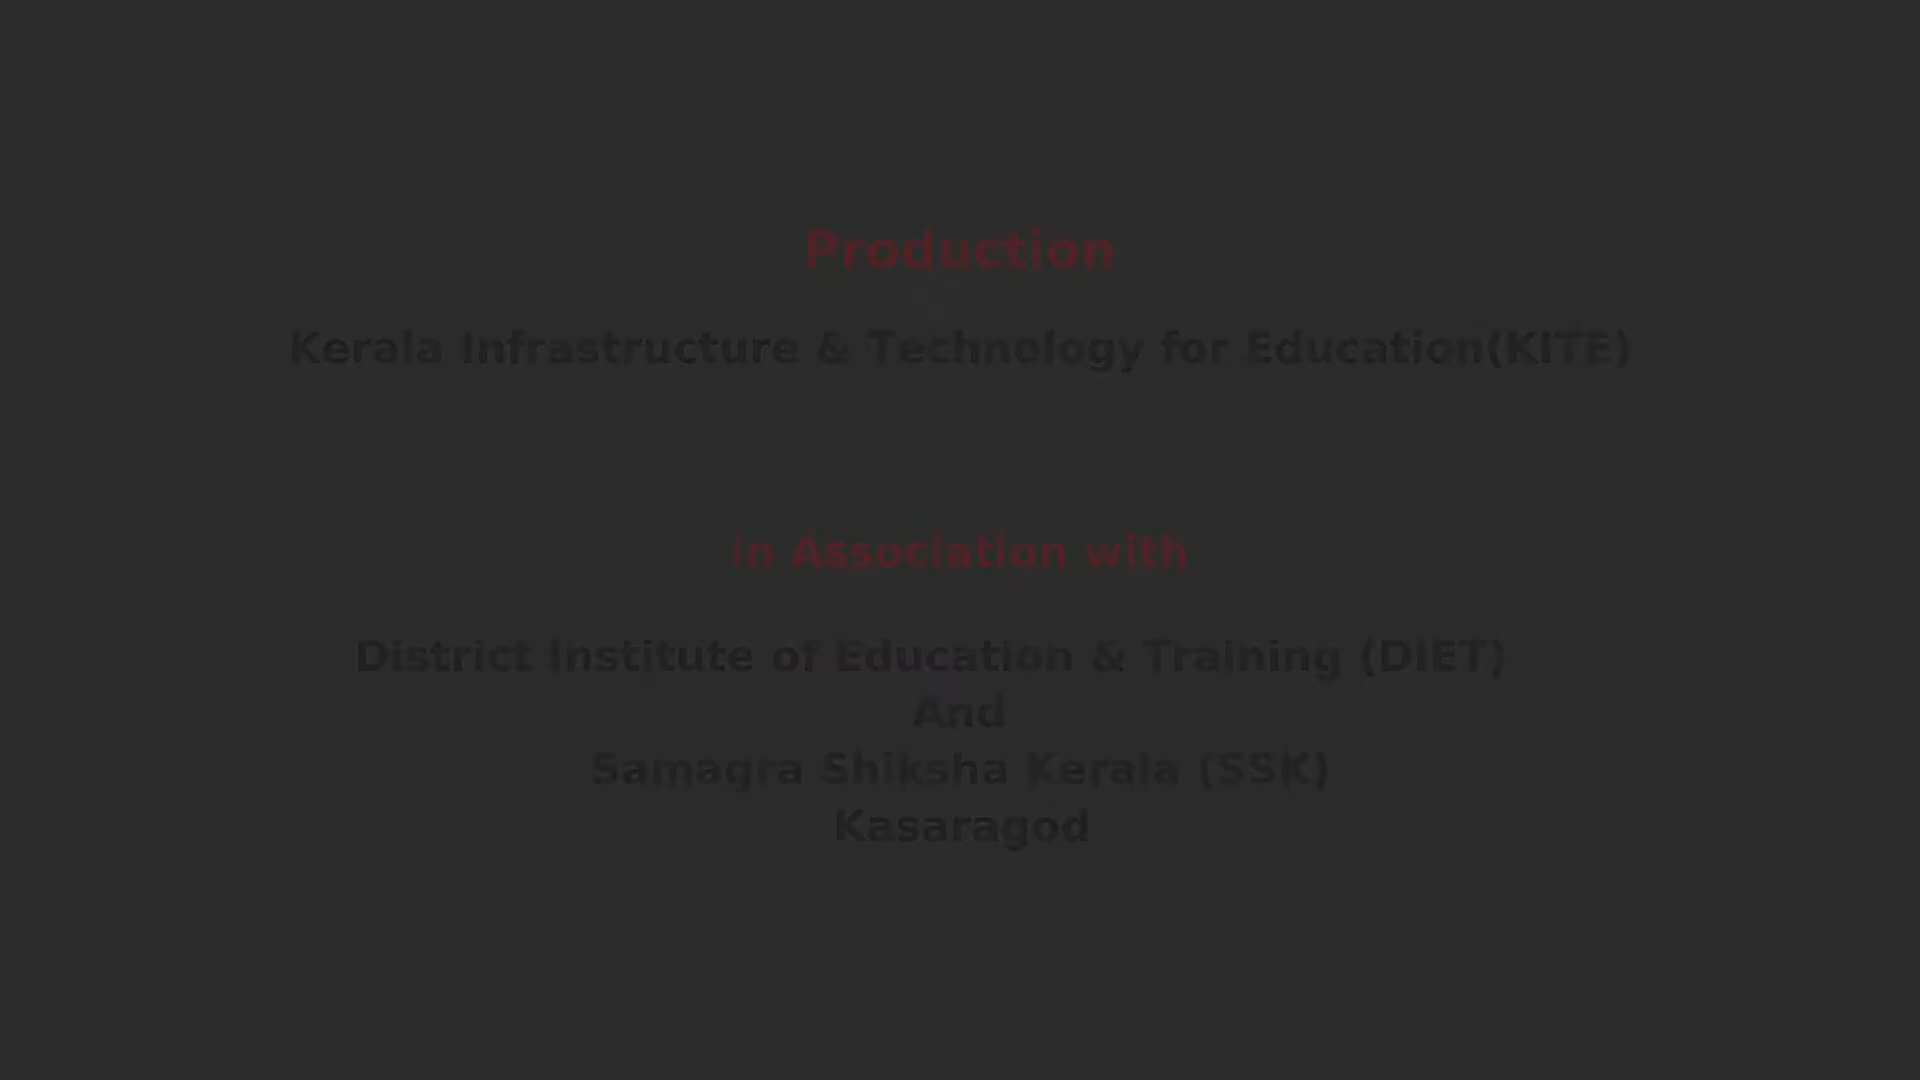 Production
Kerala Infrastructure & Technology for Education(KITE)
in Association with
District Institute of Education & Training (DIET)
And
Samagra Shiksha Kerala (SSK)
Kasaragod